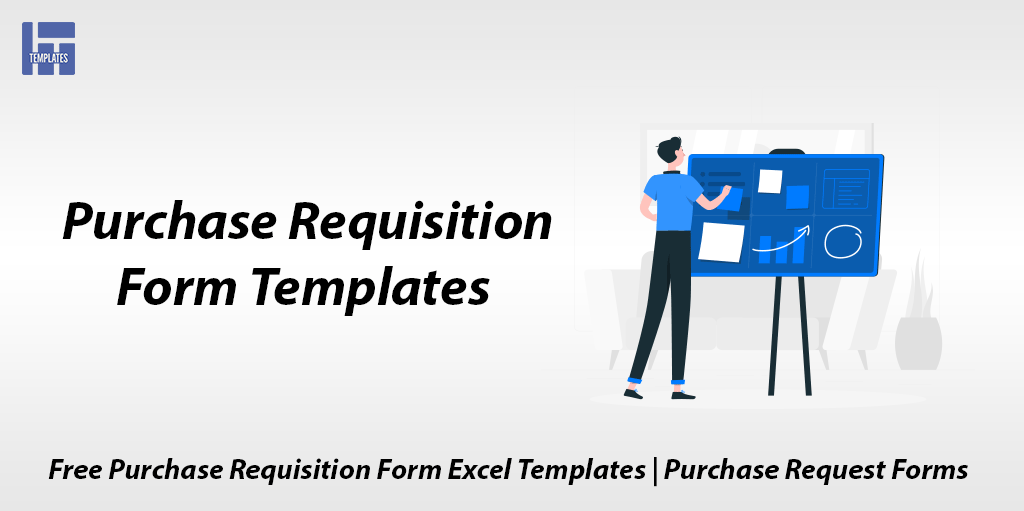 TEMPLATES
Purchase Requisition
Form Templates
Free Purchase Requisition Form Excel Templates | Purchase Request Forms